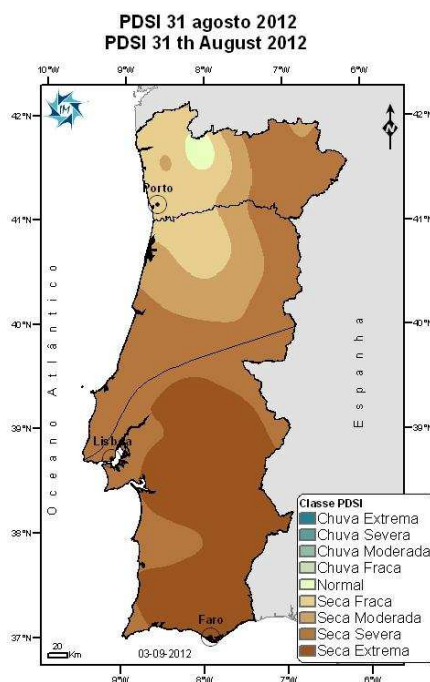 PDSI 31 agosto 2012
PDSI 31 th August 2012
10°W 9°W 8°W 7°W 6°W
IM
N
42°N 42°N
Porto
41°N 41°N
Oceano Atlântico
Espanha
40°N 40°N
39°N 39°N
Lisboa
38°N 38°N
Classe PDSI
Chuva Extrema
Chuva Severa
Chuva Moderada
Chuva Fraca
Normal
Seca Fraca
Seca Moderada
Seca Severa
Seca Extrema
Faro
37°N 37°N
20
Km
03-09-2012
9°W 8°W 7°W 6°W